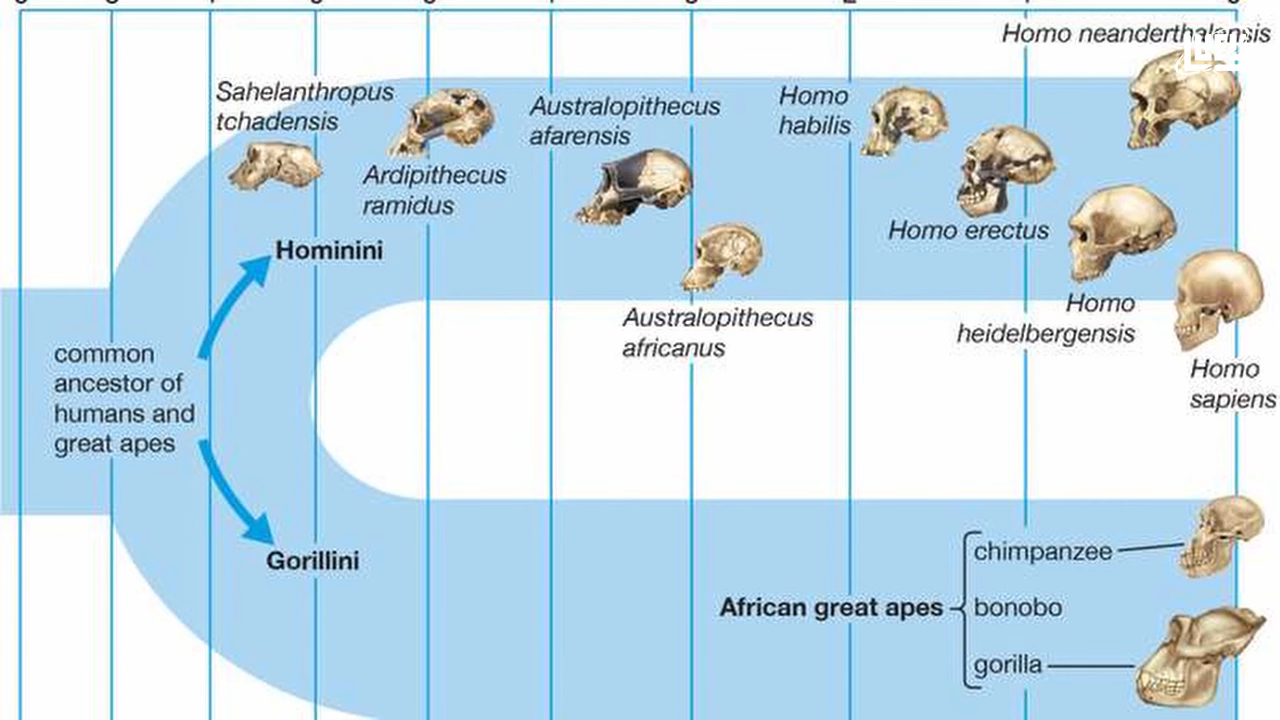 Homo neanderthalensis
Sahelanthropus
tchadensis
Ardipithecus
ramidus
Australopithecus
afarensis
Homo
habilis
Homo erectus
Australopithecus
africanus
Homo
heidelbergensis
Homo
sapiens
Hominini
common
ancestor of
humans and
great apes
Gorillini
African great apes
chimpanzee
bonobo
gorilla